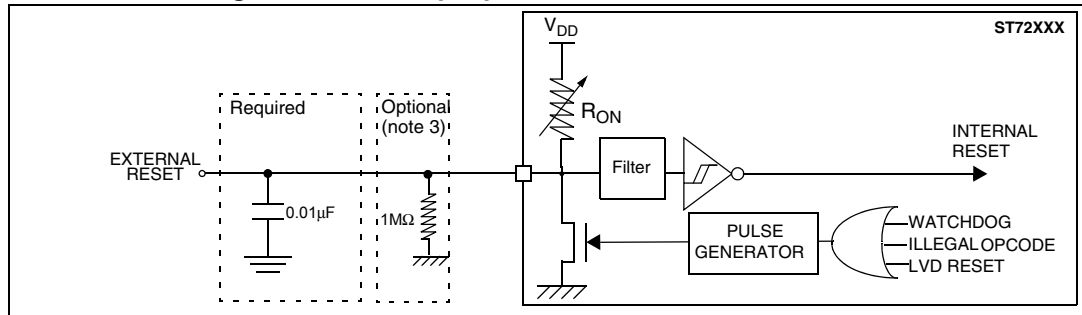 ST72XXX
VDD
Required
Optional
(note 3)
RON
INTERNAL
RESET
EXTERNAL
RESET
Filter
0.01µF
1MΩ
PULSE
GENERATOR
WATCHDOG
ILLEGAL OPCODE
LVD RESET